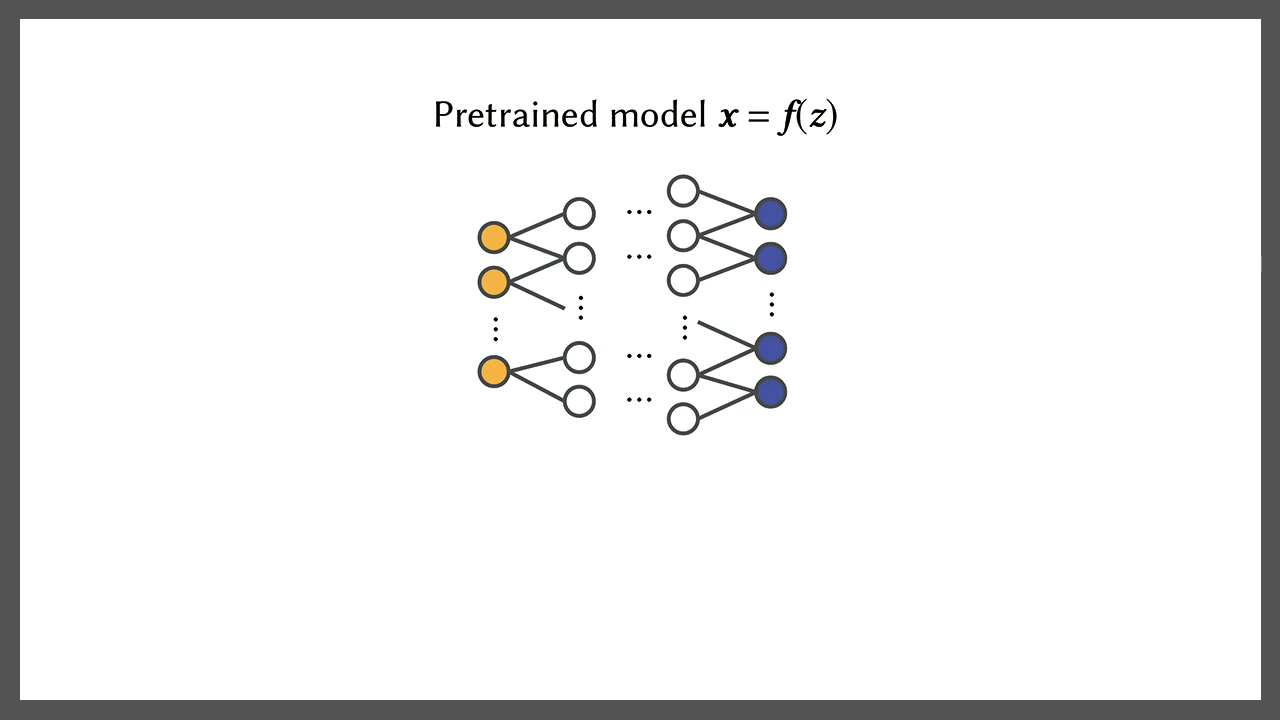 Pretrained model x = f(z)